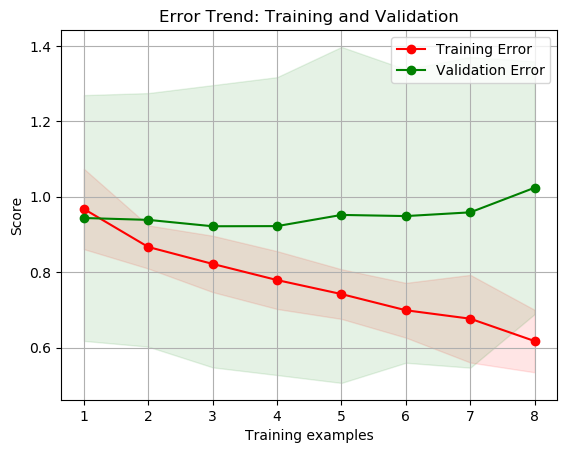 Error Trend: Training and Validation
Training Error
Validation Error
1.4
1.2
1.0
0.8
0.6
Score
1 2 3 4 5 6 7 8
Training examples